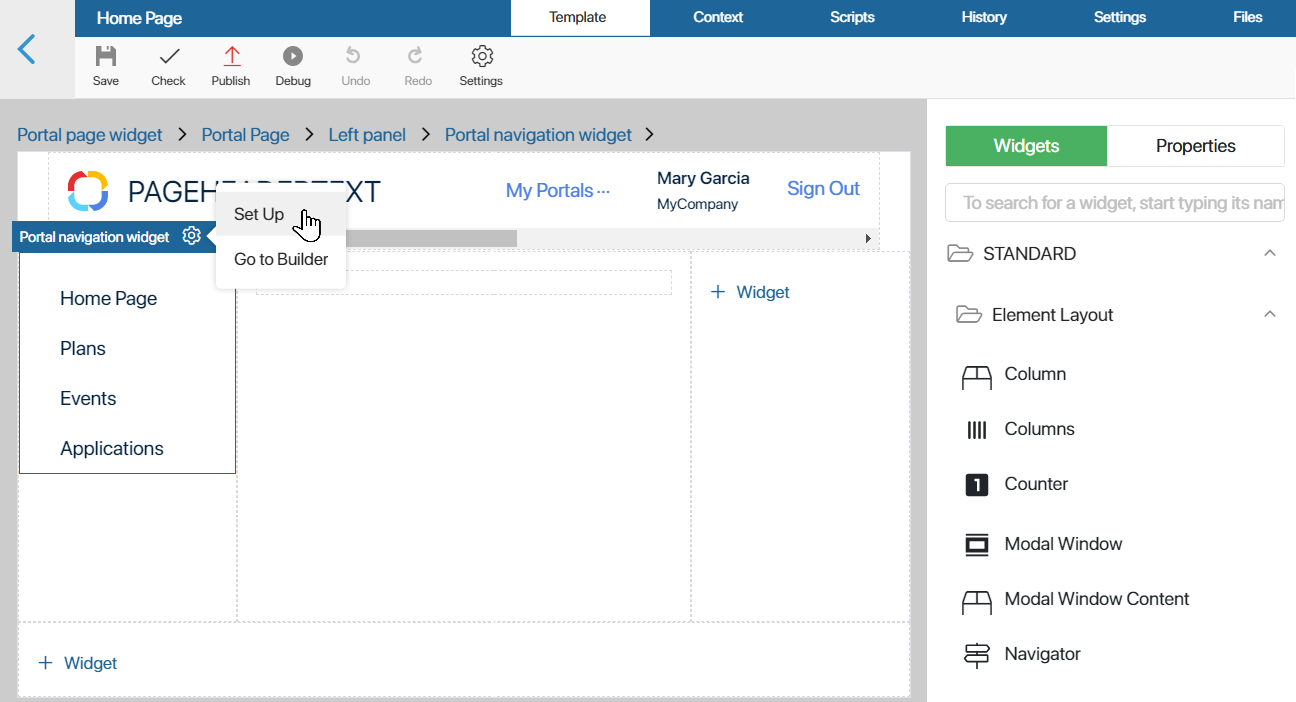 Home Page
Template
Context
Scripts
History
Settings
Files
Save
Check
Publish
Debug
Undo
Redo
Settings
Portal page widget
Portal Page
Left panel
Portal navigation widget
PAGEHEADERTEXT
My Portals ...
Mary Garcia
MyCompany
Sign Out
Portal navigation widget
Set Up
Go to Builder
Home Page
Plans
Events
Applications
+ Widget
+ Widget
Widgets
Properties
To search for a widget, start typing its nam
STANDARD
Element Layout
Column
Columns
1 Counter
Modal Window
Modal Window Content
Navigator